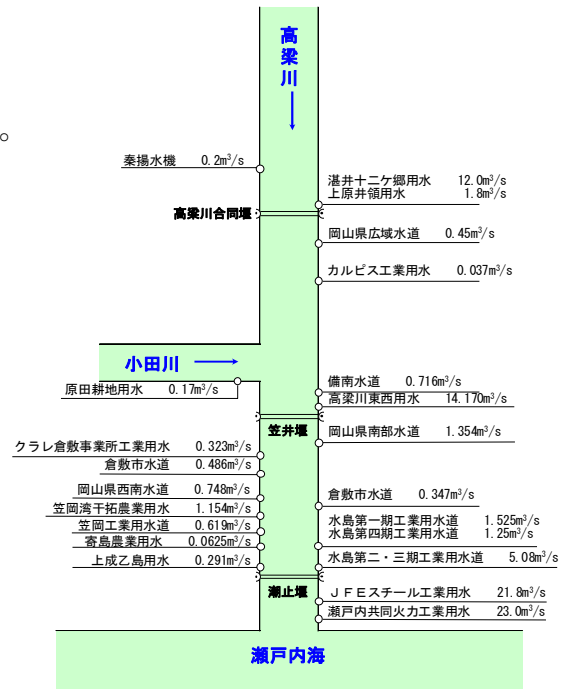 高梁川
。
秦揚水機 0.2m³/s
湛井十二ケ郷用水 12.0m³/s
上原井領用水 1.8m³/s
高梁川合同堰
岡山県広域水道 0.45m³/s
カルピス工業用水 0.037m³/s
小田川
原田耕地用水 0.17m³/s
備南水道 0.716m³/s
高梁川東西用水 14.170m³/s
笠井堰
岡山県南部水道 1.354m³/s
クラレ倉敷事業所工業用水 0.323m³/s
倉敷市水道 0.486m³/s
岡山県西南水道 0.748m³/s
倉敷市水道 0.347m³/s
笠岡湾干拓農業用水 1.154m³/s
水島第一期工業用水道 1.525m³/s
笠岡工業用水道 0.619m³/s
水島第四期工業用水道 1.25m³/s
寄島農業用水 0.0625m³/s
上成乙島用水 0.291m³/s
水島第二・三期工業用水道 5.08m³/s
潮止堰
JFEスチール工業用水 21.8m³/s
瀬戸内共同火力工業用水 23.0m³/s
瀬戸内海